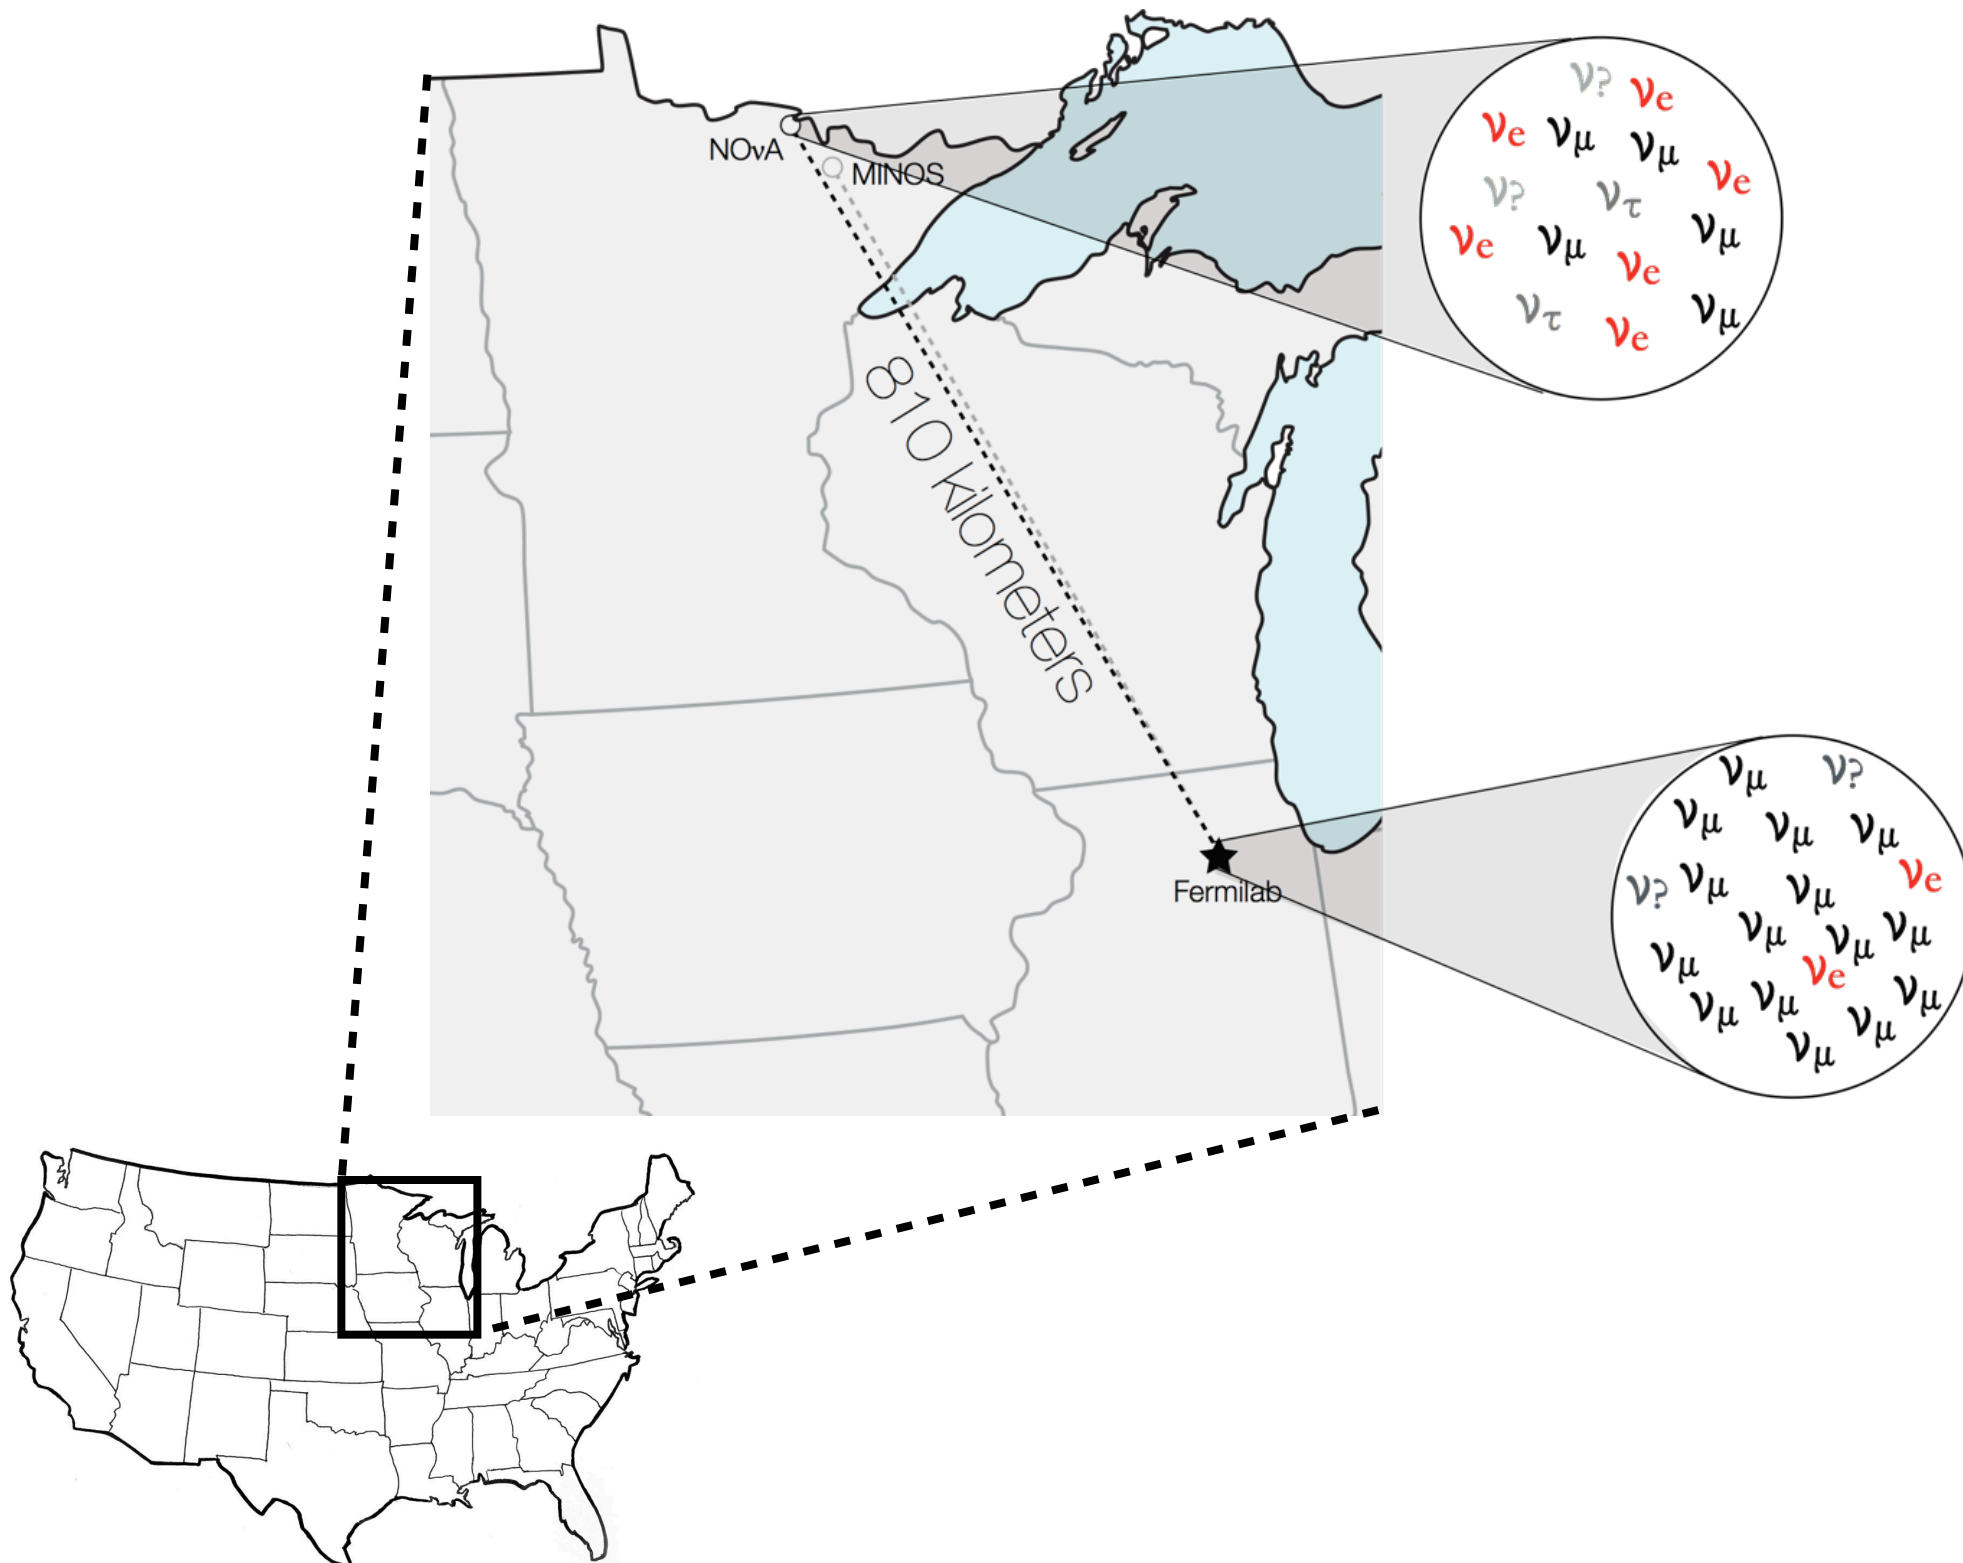 ν? νe
νe νμ νμ
νe
ν? ντ
νe νμ νμ
νe
ντ νe νμ
NOνA
MINOS
810 kilometers
Fermilab
νμ ν?
νμ νμ νμ
ν? νμ νμ νe
νμ νμ νμ
νμ νe
νμ νμ νμ νμ
νμ